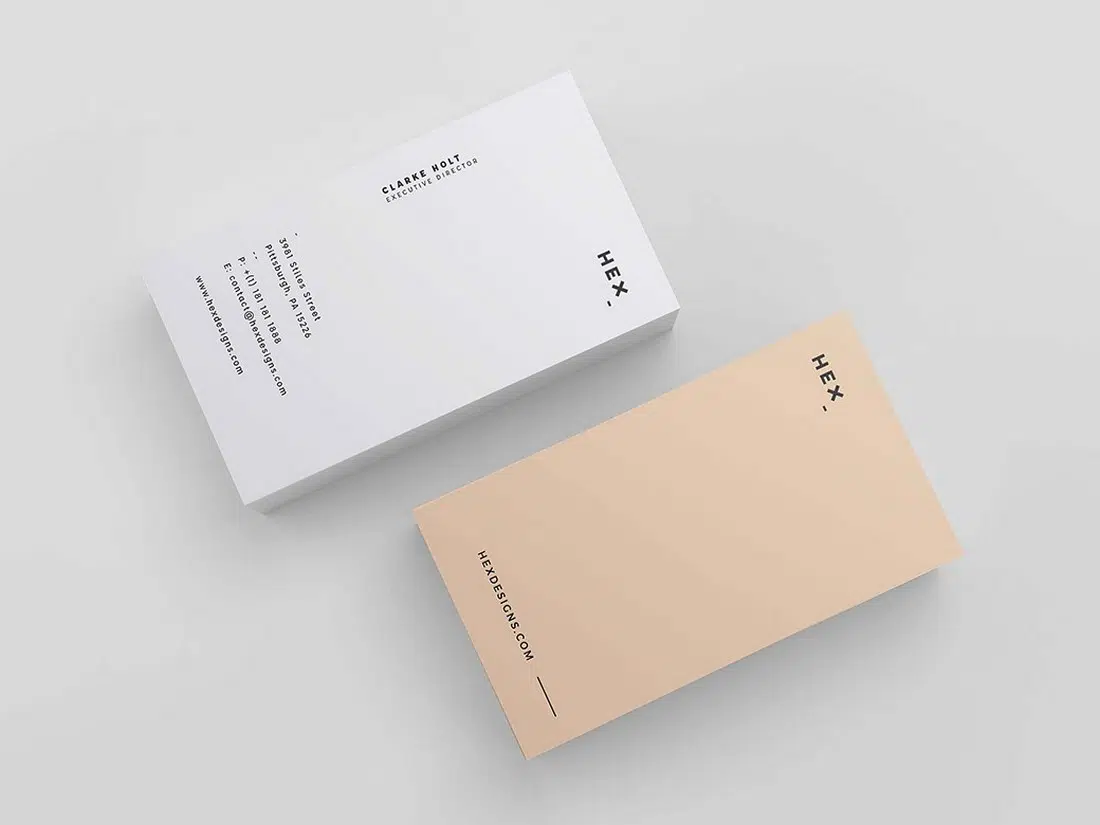 HEX_
CLARKE HOLT
EXECUTIVE DIRECTOR
-
3981 Stiles Street
Pittsburgh, PA 15226
--
P: +(1) 181 181 1888
E: contact@hexdesigns.com
www.hexdesigns.com
HEX_
HEXDESIGNS.COM